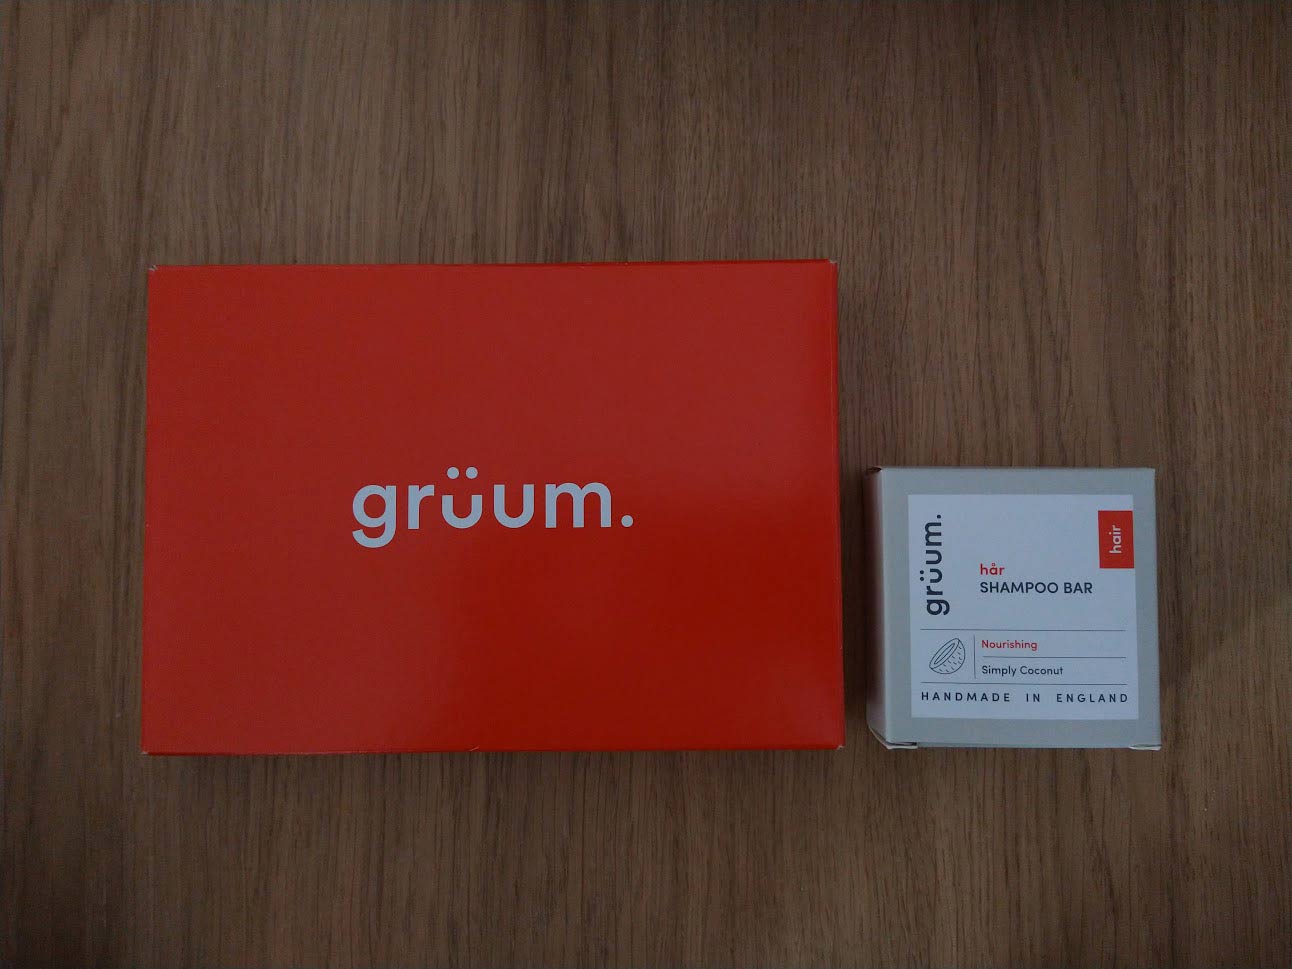 grüum.
grüum.
hair
hår
SHAMPOO BAR
Nourishing
Simply Coconut
HANDMADE IN ENGLAND